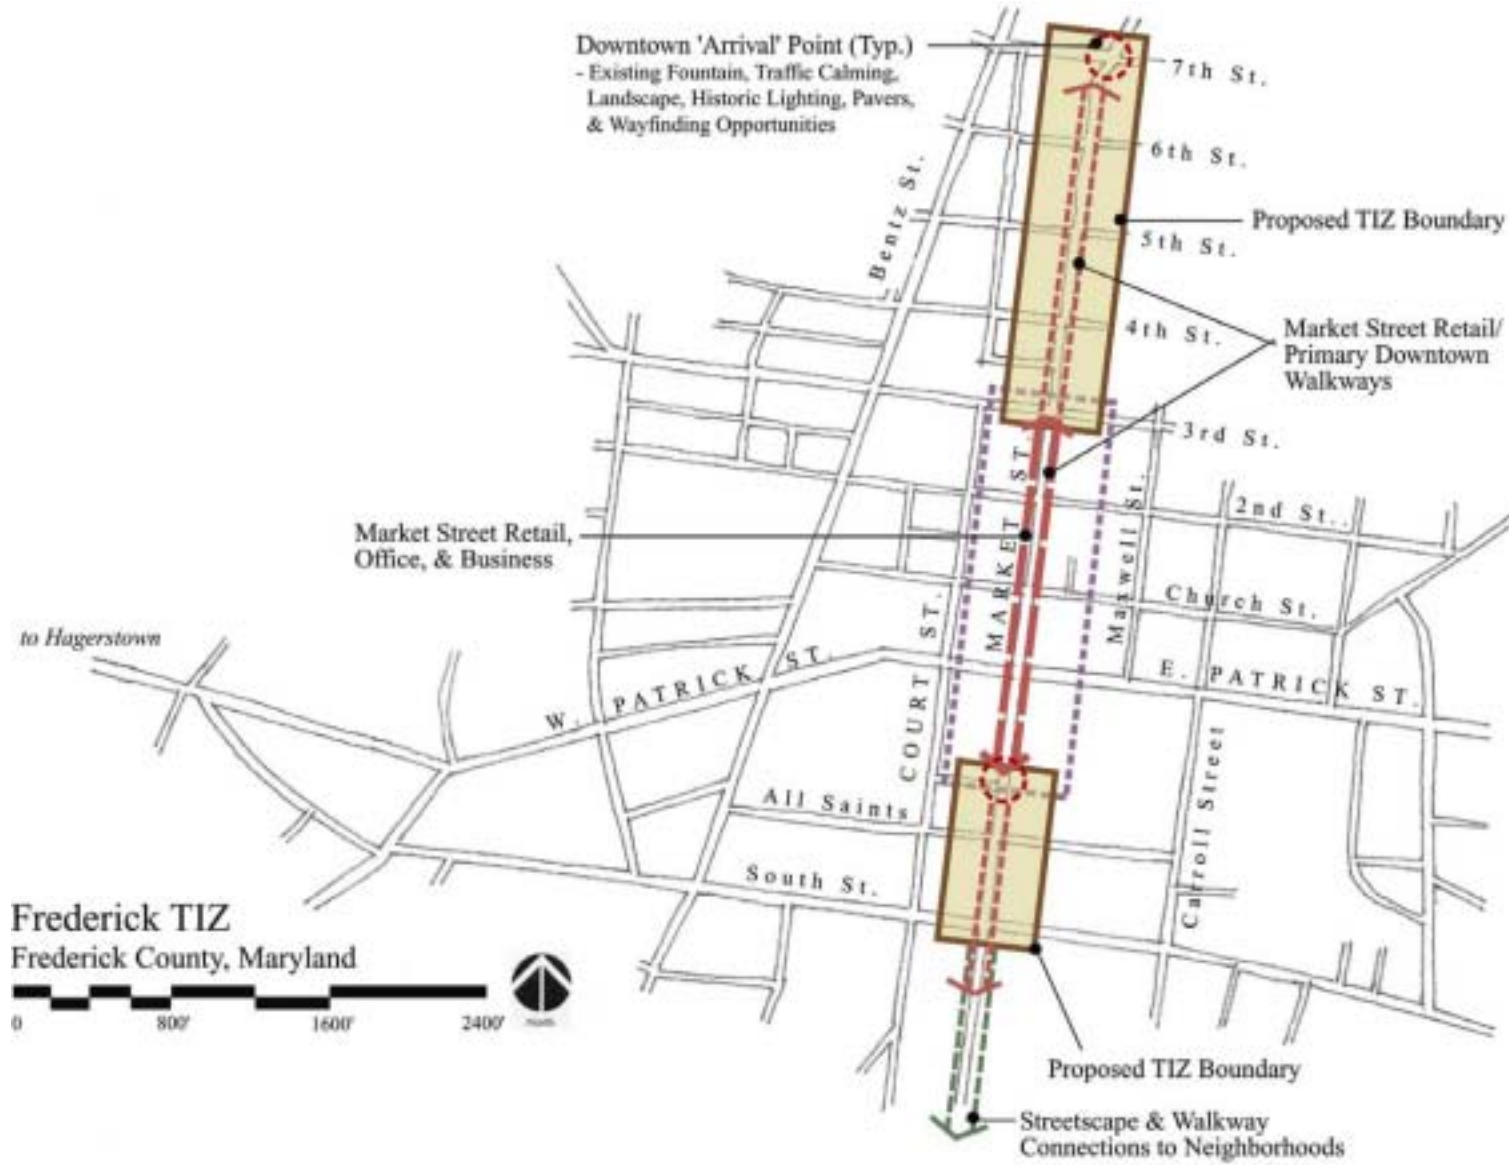 Downtown 'Arrival' Point (Typ.)
- Existing Fountain, Traffic Calming,
Landscape, Historic Lighting, Pavers,
& Wayfinding Opportunities
7th St.
6th St.
Bentz St.
Proposed TIZ Boundary
5th St.
4th St.
Market Street Retail/
Primary Downtown
Walkways
3rd St.
MARKET ST
Maxwell St.
2nd St..
Market Street Retail,
Office, & Business
Church St.
to Hagerstown
COURT ST.
W. PATRICK ST.
E. PATRICK ST.
Carroll Street
All Saints
South St.
Frederick TIZ
Frederick County, Maryland
0 800' 1600' 2400'
Proposed TIZ Boundary
Streetscape & Walkway
Connections to Neighborhoods